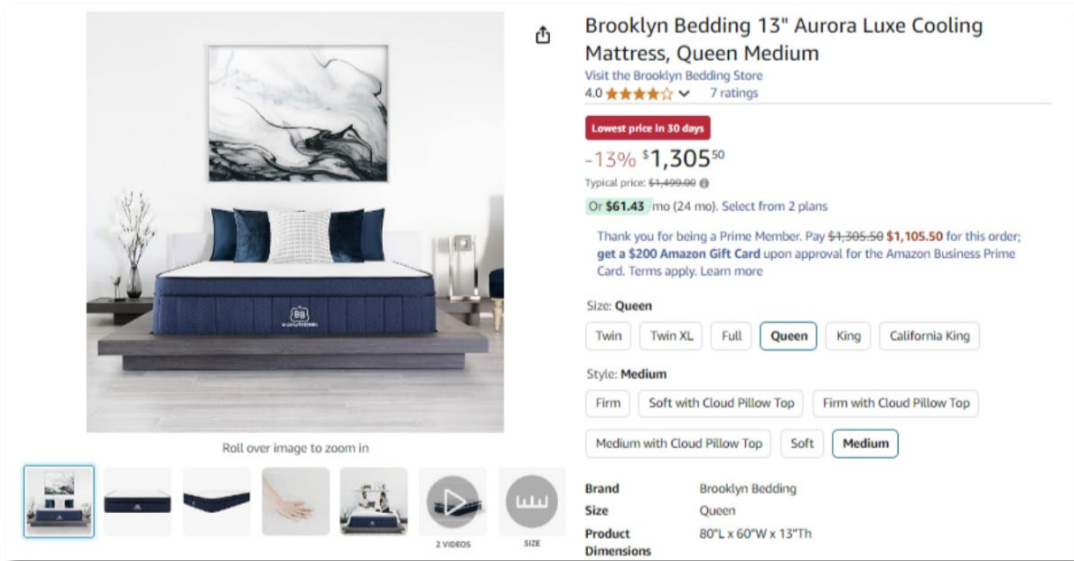 Brooklyn Bedding 13" Aurora Luxe Cooling
Mattress, Queen Medium
Visit the Brooklyn Bedding Store
4.0 7 ratings
Lowest price in 30 days
-13% $1,305 50
Typical price: $1,499.00
Or $61.43 /mo (24 mo). Select from 2 plans
Thank you for being a Prime Member. Pay $1,305.50 $1,105.50 for this order;
get a $200 Amazon Gift Card upon approval for the Amazon Business Prime
Card. Terms apply. Learn more
Size: Queen
Twin Twin XL Full Queen King California King
Style: Medium
Firm Soft with Cloud Pillow Top Firm with Cloud Pillow Top
Medium with Cloud Pillow Top Soft Medium
Brand Brooklyn Bedding
Size Queen
Product Dimensions 80"L x 60"W x 13"Th
BB
Roll over image to zoom in
2 VIDEOS
SIZE